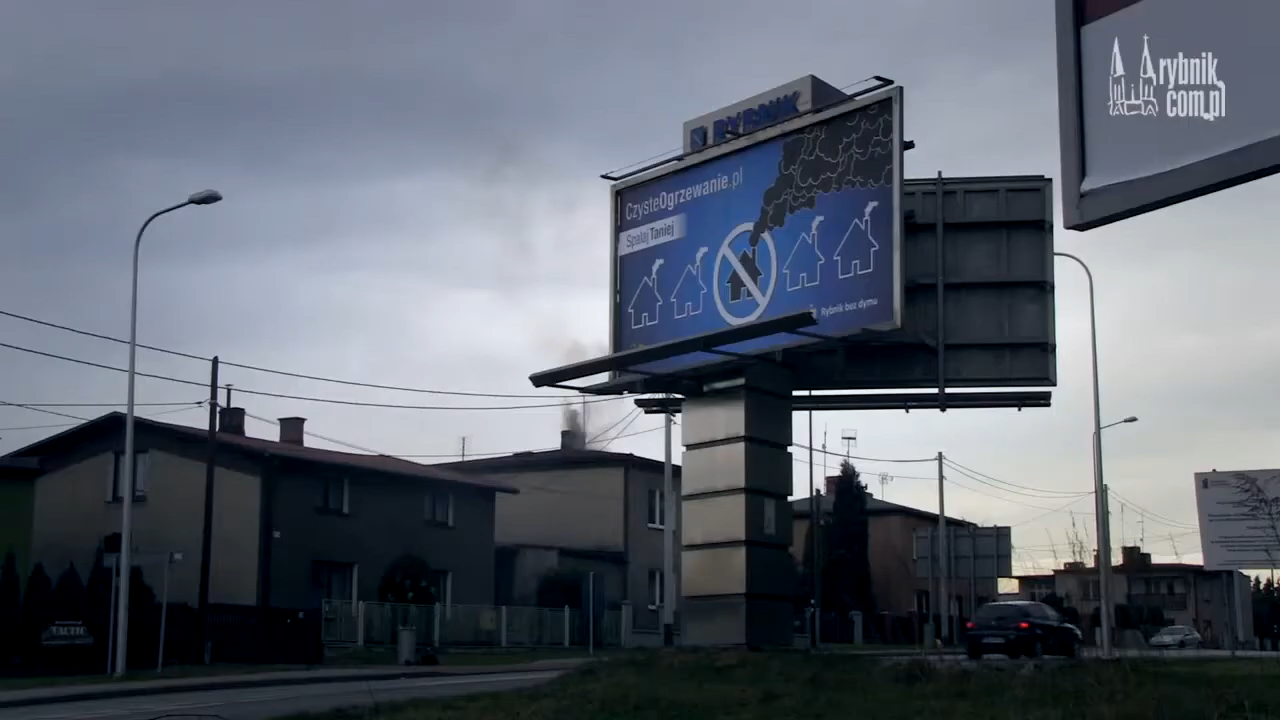 rybnik
com.pl
RYBNIK
CzysteOgrzewanie.pl
Spalaj Taniej
Rybnik bez dymu